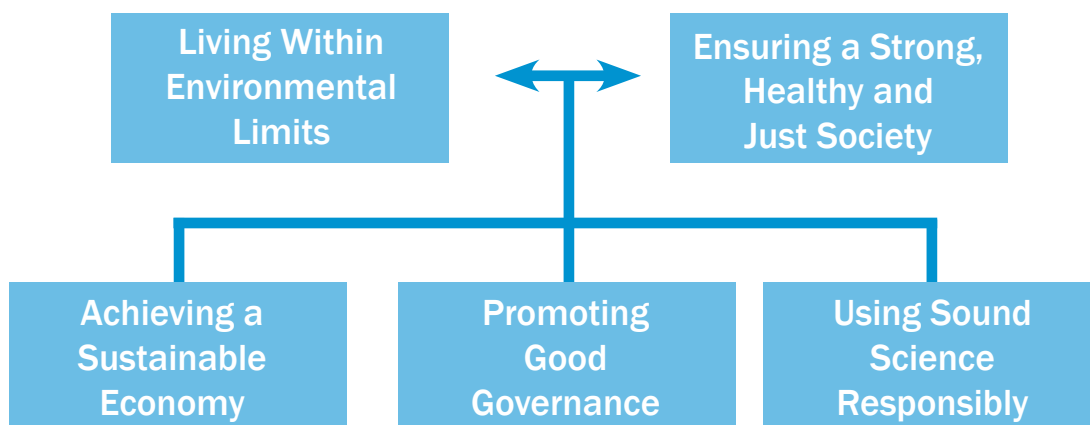 Living Within
Environmental
Limits
Ensuring a Strong,
Healthy and
Just Society
Achieving a
Sustainable
Economy
Promoting
Good
Governance
Using Sound
Science
Responsibly